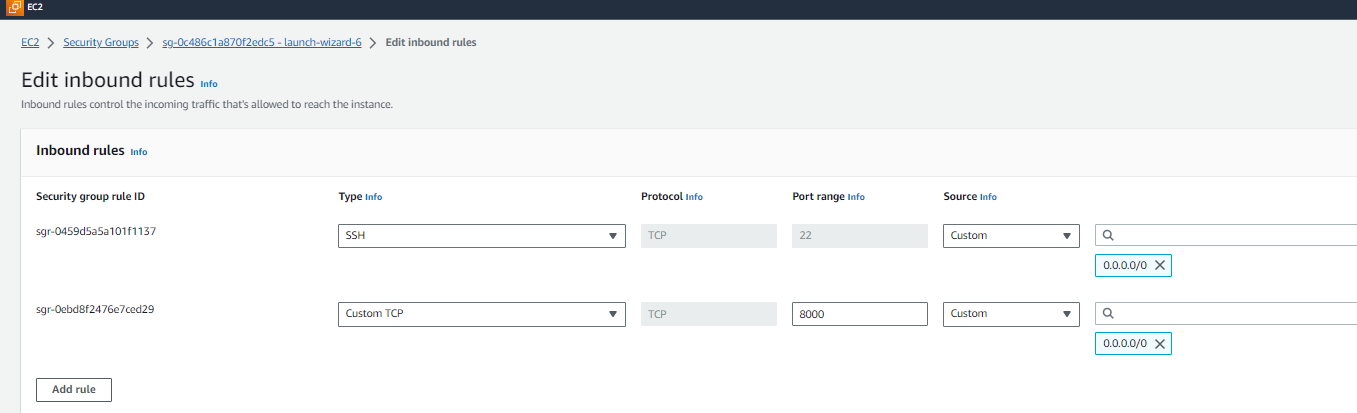 EC2
EC2 > Security Groups > sg-0c486c1a870f2edc5 - launch-wizard-6 > Edit inbound rules
Edit inbound rules Info
Inbound rules control the incoming traffic that's allowed to reach the instance.
Inbound rules Info
Security group rule ID Type Info Protocol Info Port range Info Source Info
sgr-0459d5a5a101f1137 SSH TCP 22 Custom
0.0.0.0/0
sgr-0ebd8f2476e7ced29 Custom TCP TCP 8000 Custom
0.0.0.0/0
Add rule